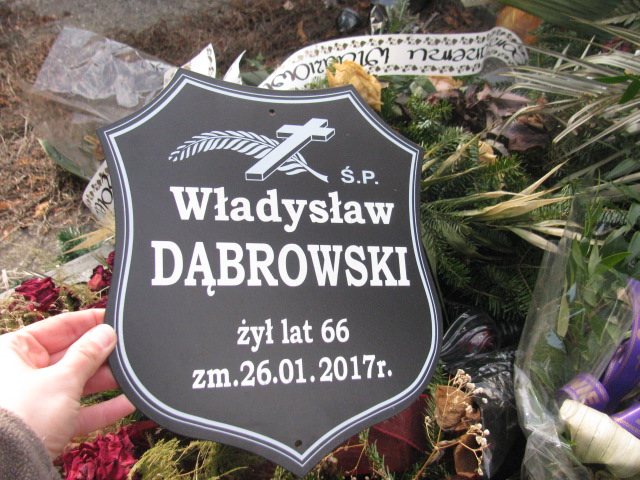 Ś.P.
Władysław
DĄBROWSKI
żył lat 66
zm.26.01.2017r.